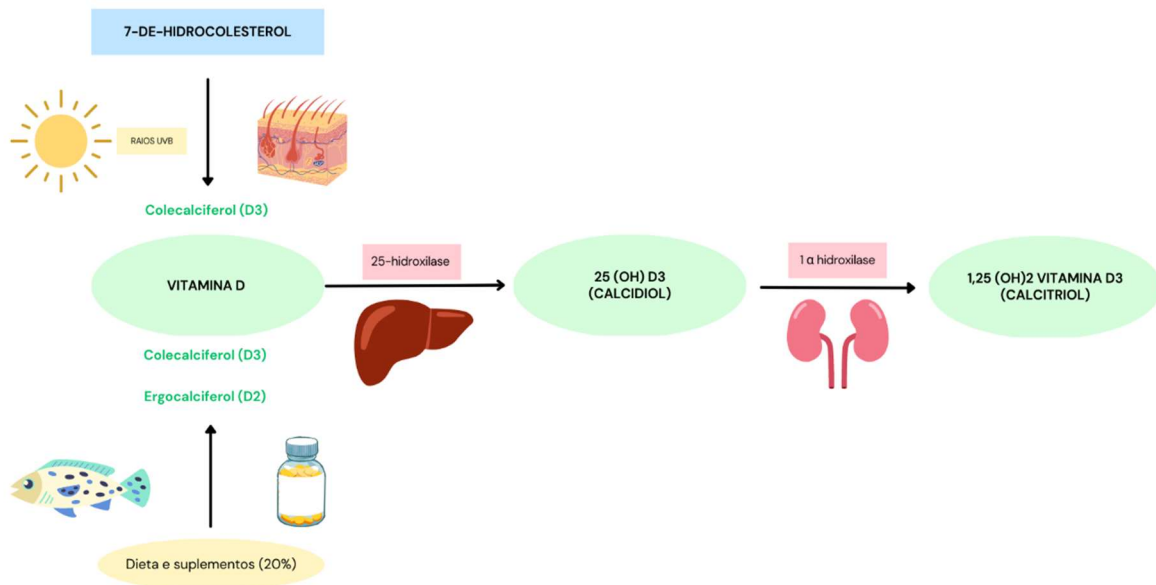 7-DE-HIDROCOLESTEROL
RAIOS UVB
Colecalciferol (D3)
VITAMINA D
25-hidroxilase
25 (OH) D3
(CALCIDIOL)
1 α hidroxilase
1,25 (OH)2 VITAMINA D3
(CALCITRIOL)
Colecalciferol (D3)
Ergocalciferol (D2)
Dieta e suplementos (20%)